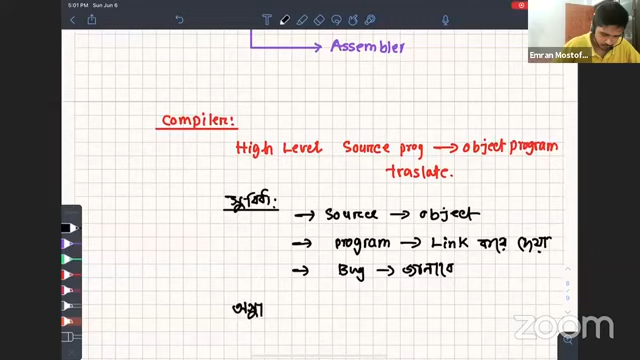 5:01 PM Sun Jun 6
Emran Mostof...
Assembler
Compiler:
High Level Source prog → object program
traslate.
সুবিধা:
→ Source → object
→ program → Link করে দেয়া
→ Bug → জানাবে
অসু
zoom